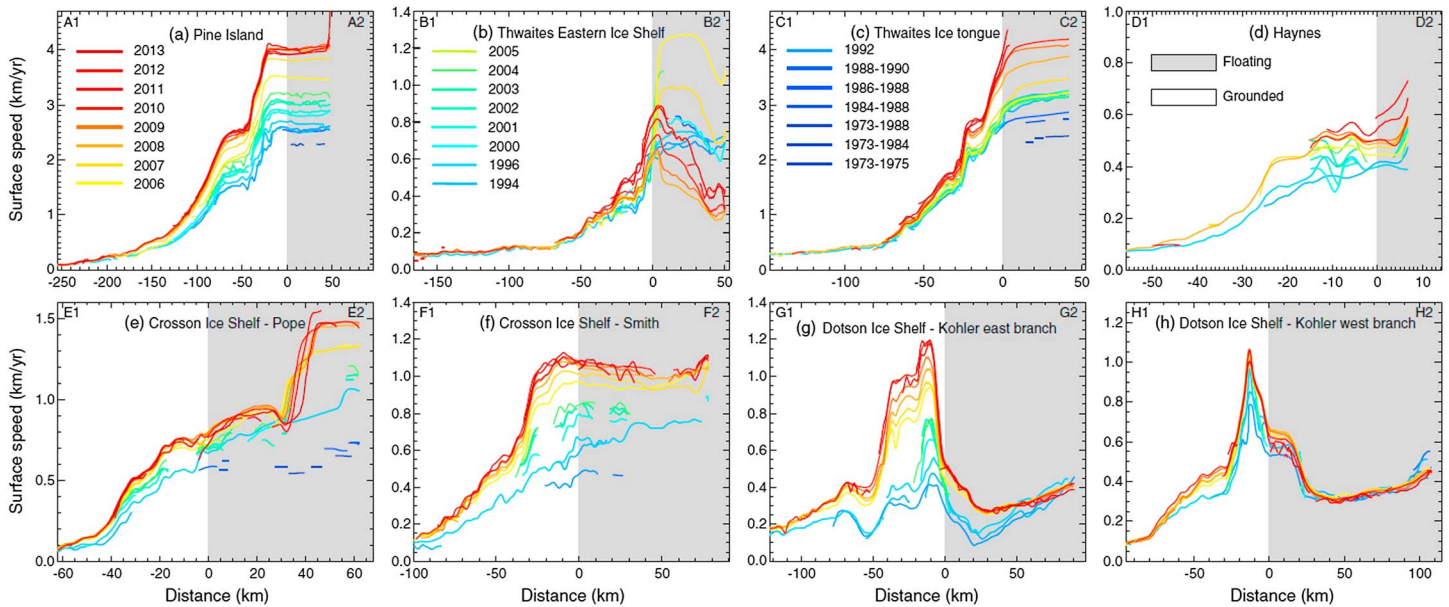 A1 (a) Pine Island A2
B1 B2
(b) Thwaites Eastern Ice Shelf
C1 C2
(c) Thwaites Ice tongue
D1 D2
(d) Haynes
Surface speed (km/yr)
4
3
2
1
0
2013
2012
2011
2010
2009
2008
2007
2006
-250 -200 -150 -100 -50 0 50
1.4
1.2
1.0
0.8
0.6
0.4
0.2
0.0
2005
2004
2003
2002
2001
2000
1996
1994
-150 -100 -50 0 50
4
3
2
1
0
1992
1988-1990
1986-1988
1984-1988
1973-1988
1973-1984
1973-1975
-100 -50 0 50
1.0
0.8
0.6
0.4
0.2
0.0
Floating
Grounded
-50 -40 -30 -20 -10 0 10
E1 E2
(e) Crosson Ice Shelf - Pope
F1 F2
(f) Crosson Ice Shelf - Smith
G1 G2
(g) Dotson Ice Shelf - Kohler east branch
H1 H2
(h) Dotson Ice Shelf - Kohler west branch
Surface speed (km/yr)
1.5
1.0
0.5
0.0
-60 -40 -20 0 20 40 60
Distance (km)
1.4
1.2
1.0
0.8
0.6
0.4
0.2
0.0
-100 -50 0 50
Distance (km)
1.4
1.2
1.0
0.8
0.6
0.4
0.2
0.0
-100 -50 0 50
Distance (km)
1.4
1.2
1.0
0.8
0.6
0.4
0.2
0.0
-50 0 50 100
Distance (km)